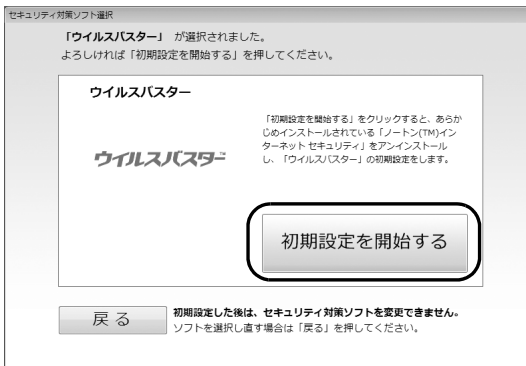 セキュリティ対策ソフト選択
「ウイルスバスター」 が選択されました。
よろしければ「初期設定を開始する」を押してください。
ウイルスバスター
「初期設定を開始する」をクリックすると、あらか
じめインストールされている「ノートン(TM)イン
ターネット セキュリティ」をアンインストール
し、「ウイルスバスター」の初期設定をします。
ウイルスバスター™
初期設定を開始する
戻る
初期設定した後は、セキュリティ対策ソフトを変更できません。
ソフトを選択し直す場合は「戻る」を押してください。